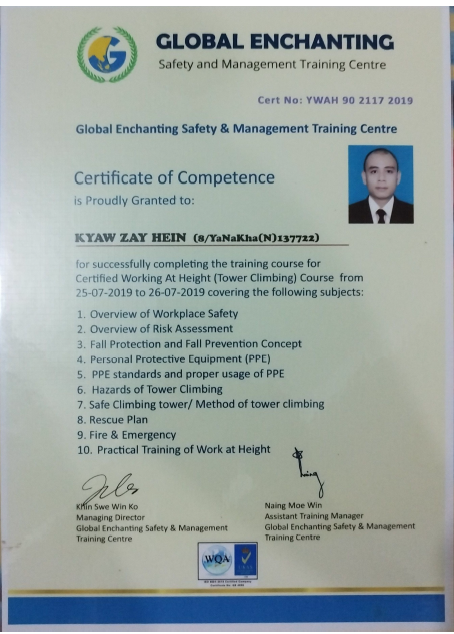 GLOBAL ENCHANTING
Safety and Management Training Centre
Cert No: YWAH 90 2117 2019
Global Enchanting Safety & Management Training Centre
Certificate of Competence
is Proudly Granted to:
KYAW ZAY HEIN (8/YaNaKha(N)137722)
for successfully completing the training course for
Certified Working At Height (Tower Climbing) Course from
25-07-2019 to 26-07-2019 covering the following subjects:
1. Overview of Workplace Safety
2. Overview of Risk Assessment
3. Fall Protection and Fall Prevention Concept
4. Personal Protective Equipment (PPE)
5. PPE standards and proper usage of PPE
6. Hazards of Tower Climbing
7. Safe Climbing tower/ Method of tower climbing
8. Rescue Plan
9. Fire & Emergency
10. Practical Training of Work at Height
Khin Swe Win Ko
Managing Director
Global Enchanting Safety & Management
Training Centre
Naing Moe Win
Assistant Training Manager
Global Enchanting Safety & Management
Training Centre
WQA